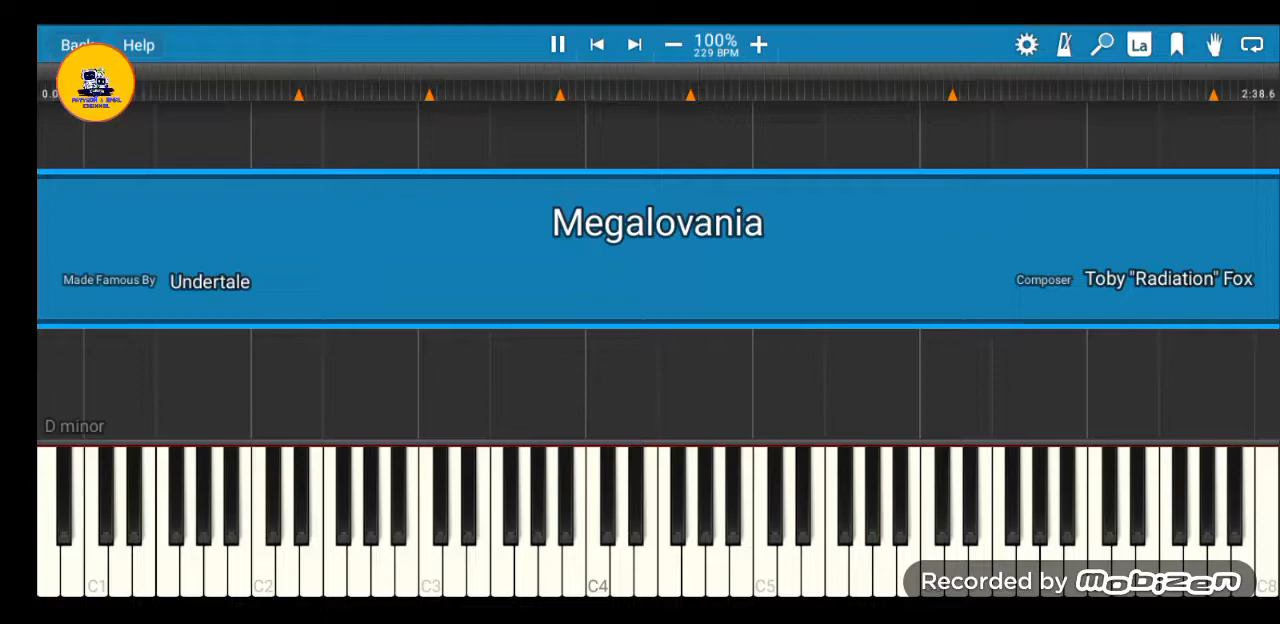 Back Help
100%
229 BPM
La
0.0
2:38.6
Megalovania
Made Famous By Undertale
Composer Toby "Radiation" Fox
D minor
C1 C2 C3 C4 C5 C8
Recorded by mobizen